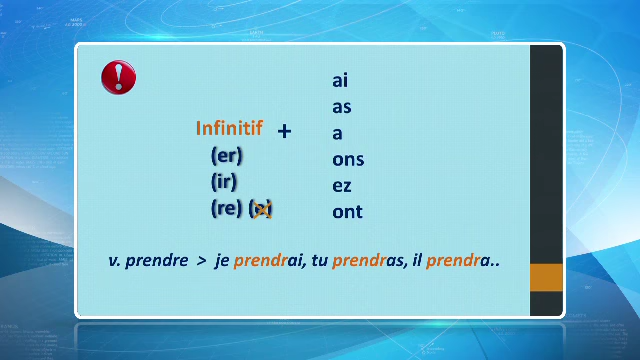 !
Infinitif +
(er)
(ir)
(re) (e)
ai
as
a
ons
ez
ont
v. prendre > je prendrai, tu prendras, il prendra..